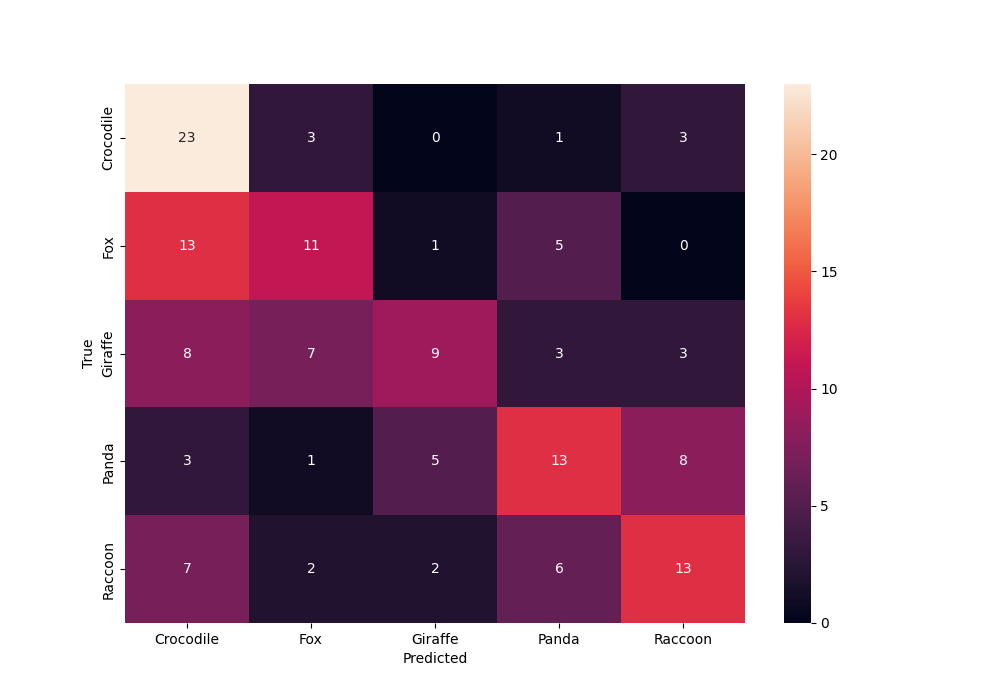 Crocodile 23 3 0 1 3
Fox 13 11 1 5 0
Giraffe 8 7 9 3 3
Panda 3 1 5 13 8
Raccoon 7 2 2 6 13
True
Crocodile Fox Giraffe Panda Raccoon
Predicted
20
15
10
5
0